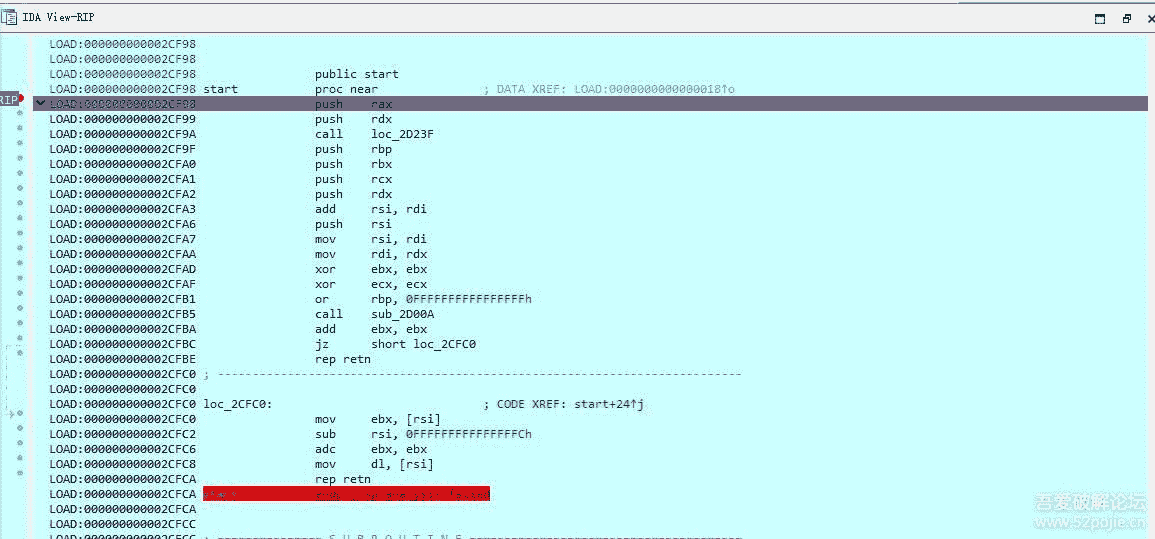 IDA View-RIP
LOAD:000000000002CF98
LOAD:000000000002CF98
LOAD:000000000002CF98 public start
LOAD:000000000002CF98 start proc near ; DATA XREF: LOAD:0000000000000018↑o
RIP LOAD:000000000002CF98 push rax
LOAD:000000000002CF99 push rdx
LOAD:000000000002CF9A call loc_2D23F
LOAD:000000000002CF9F push rbp
LOAD:000000000002CFA0 push rbx
LOAD:000000000002CFA1 push rcx
LOAD:000000000002CFA2 push rdx
LOAD:000000000002CFA3 add rsi, rdi
LOAD:000000000002CFA6 push rsi
LOAD:000000000002CFA7 mov rsi, rdi
LOAD:000000000002CFAA mov rdi, rdx
LOAD:000000000002CFAD xor ebx, ebx
LOAD:000000000002CFAF xor ecx, ecx
LOAD:000000000002CFB1 or rbp, 0FFFFFFFFFFFFFFFFh
LOAD:000000000002CFB5 call sub_2D00A
LOAD:000000000002CFBA add ebx, ebx
LOAD:000000000002CFBC jz short loc_2CFC0
LOAD:000000000002CFBE rep retn
LOAD:000000000002CFC0 ; ---------------------------------------------------------------------------
LOAD:000000000002CFC0
LOAD:000000000002CFC0 loc_2CFC0: ; CODE XREF: start+24↑j
LOAD:000000000002CFC0 mov ebx, [rsi]
LOAD:000000000002CFC2 sub rsi, 0FFFFFFFFFFFFFFFCh
LOAD:000000000002CFC6 adc ebx, ebx
LOAD:000000000002CFC8 mov dl, [rsi]
LOAD:000000000002CFCA rep retn
LOAD:000000000002CFCA
LOAD:000000000002CFCA
LOAD:000000000002CFCC
LOAD:000000000002CFCC ; =============== S U B R O U T I N E =======================================
吾爱破解论坛
www.52pojie.cn